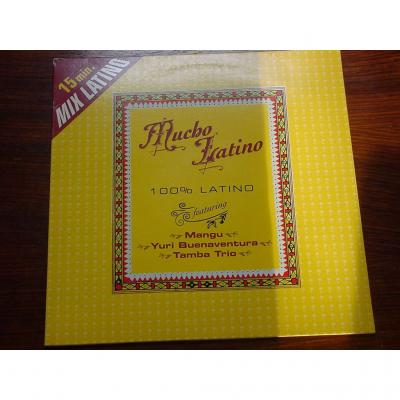 15 min.
MIX LATINO
Mucho
Latino
100% LATINO
featuring
Mangu
Yuri Buenaventura
Tamba Trio